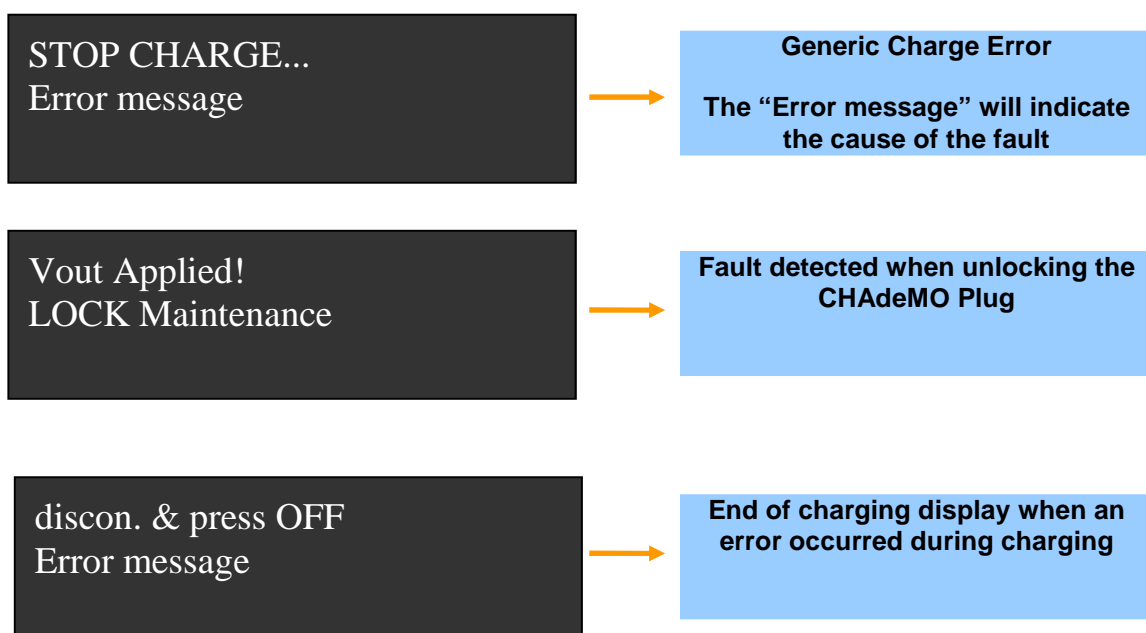 STOP CHARGE...
Error message
Generic Charge Error
The “Error message” will indicate
the cause of the fault
Vout Applied!
LOCK Maintenance
Fault detected when unlocking the
CHAdeMO Plug
discon. & press OFF
Error message
End of charging display when an
error occurred during charging